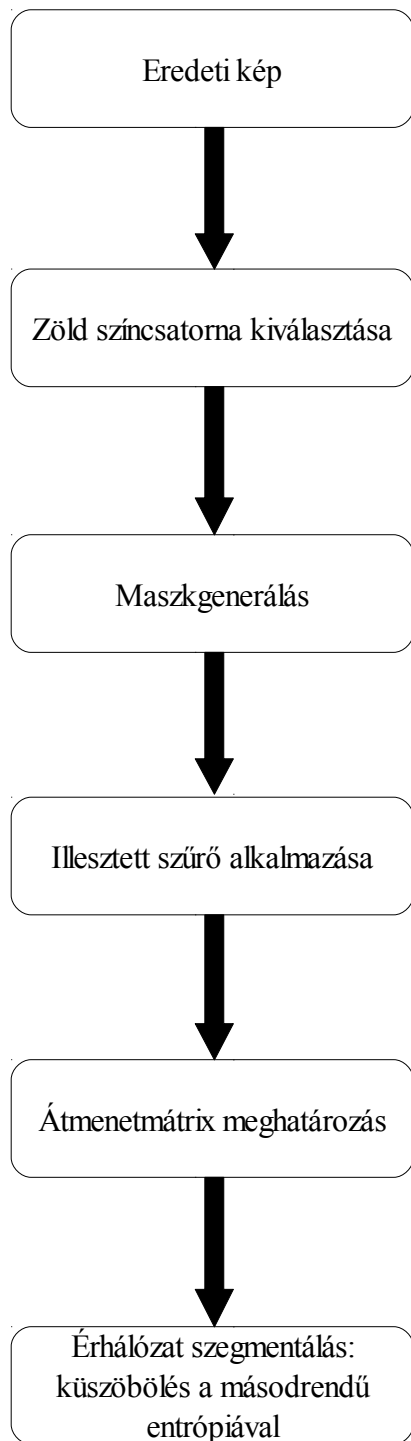 Eredeti kép
Zöld színcsatorna kiválasztása
Maszkgenerálás
Illesztett szűrő alkalmazása
Átmenetmátrix meghatározás
Érhálózat szegmentálás:
küszöbölés a másodrendű
entrópiával